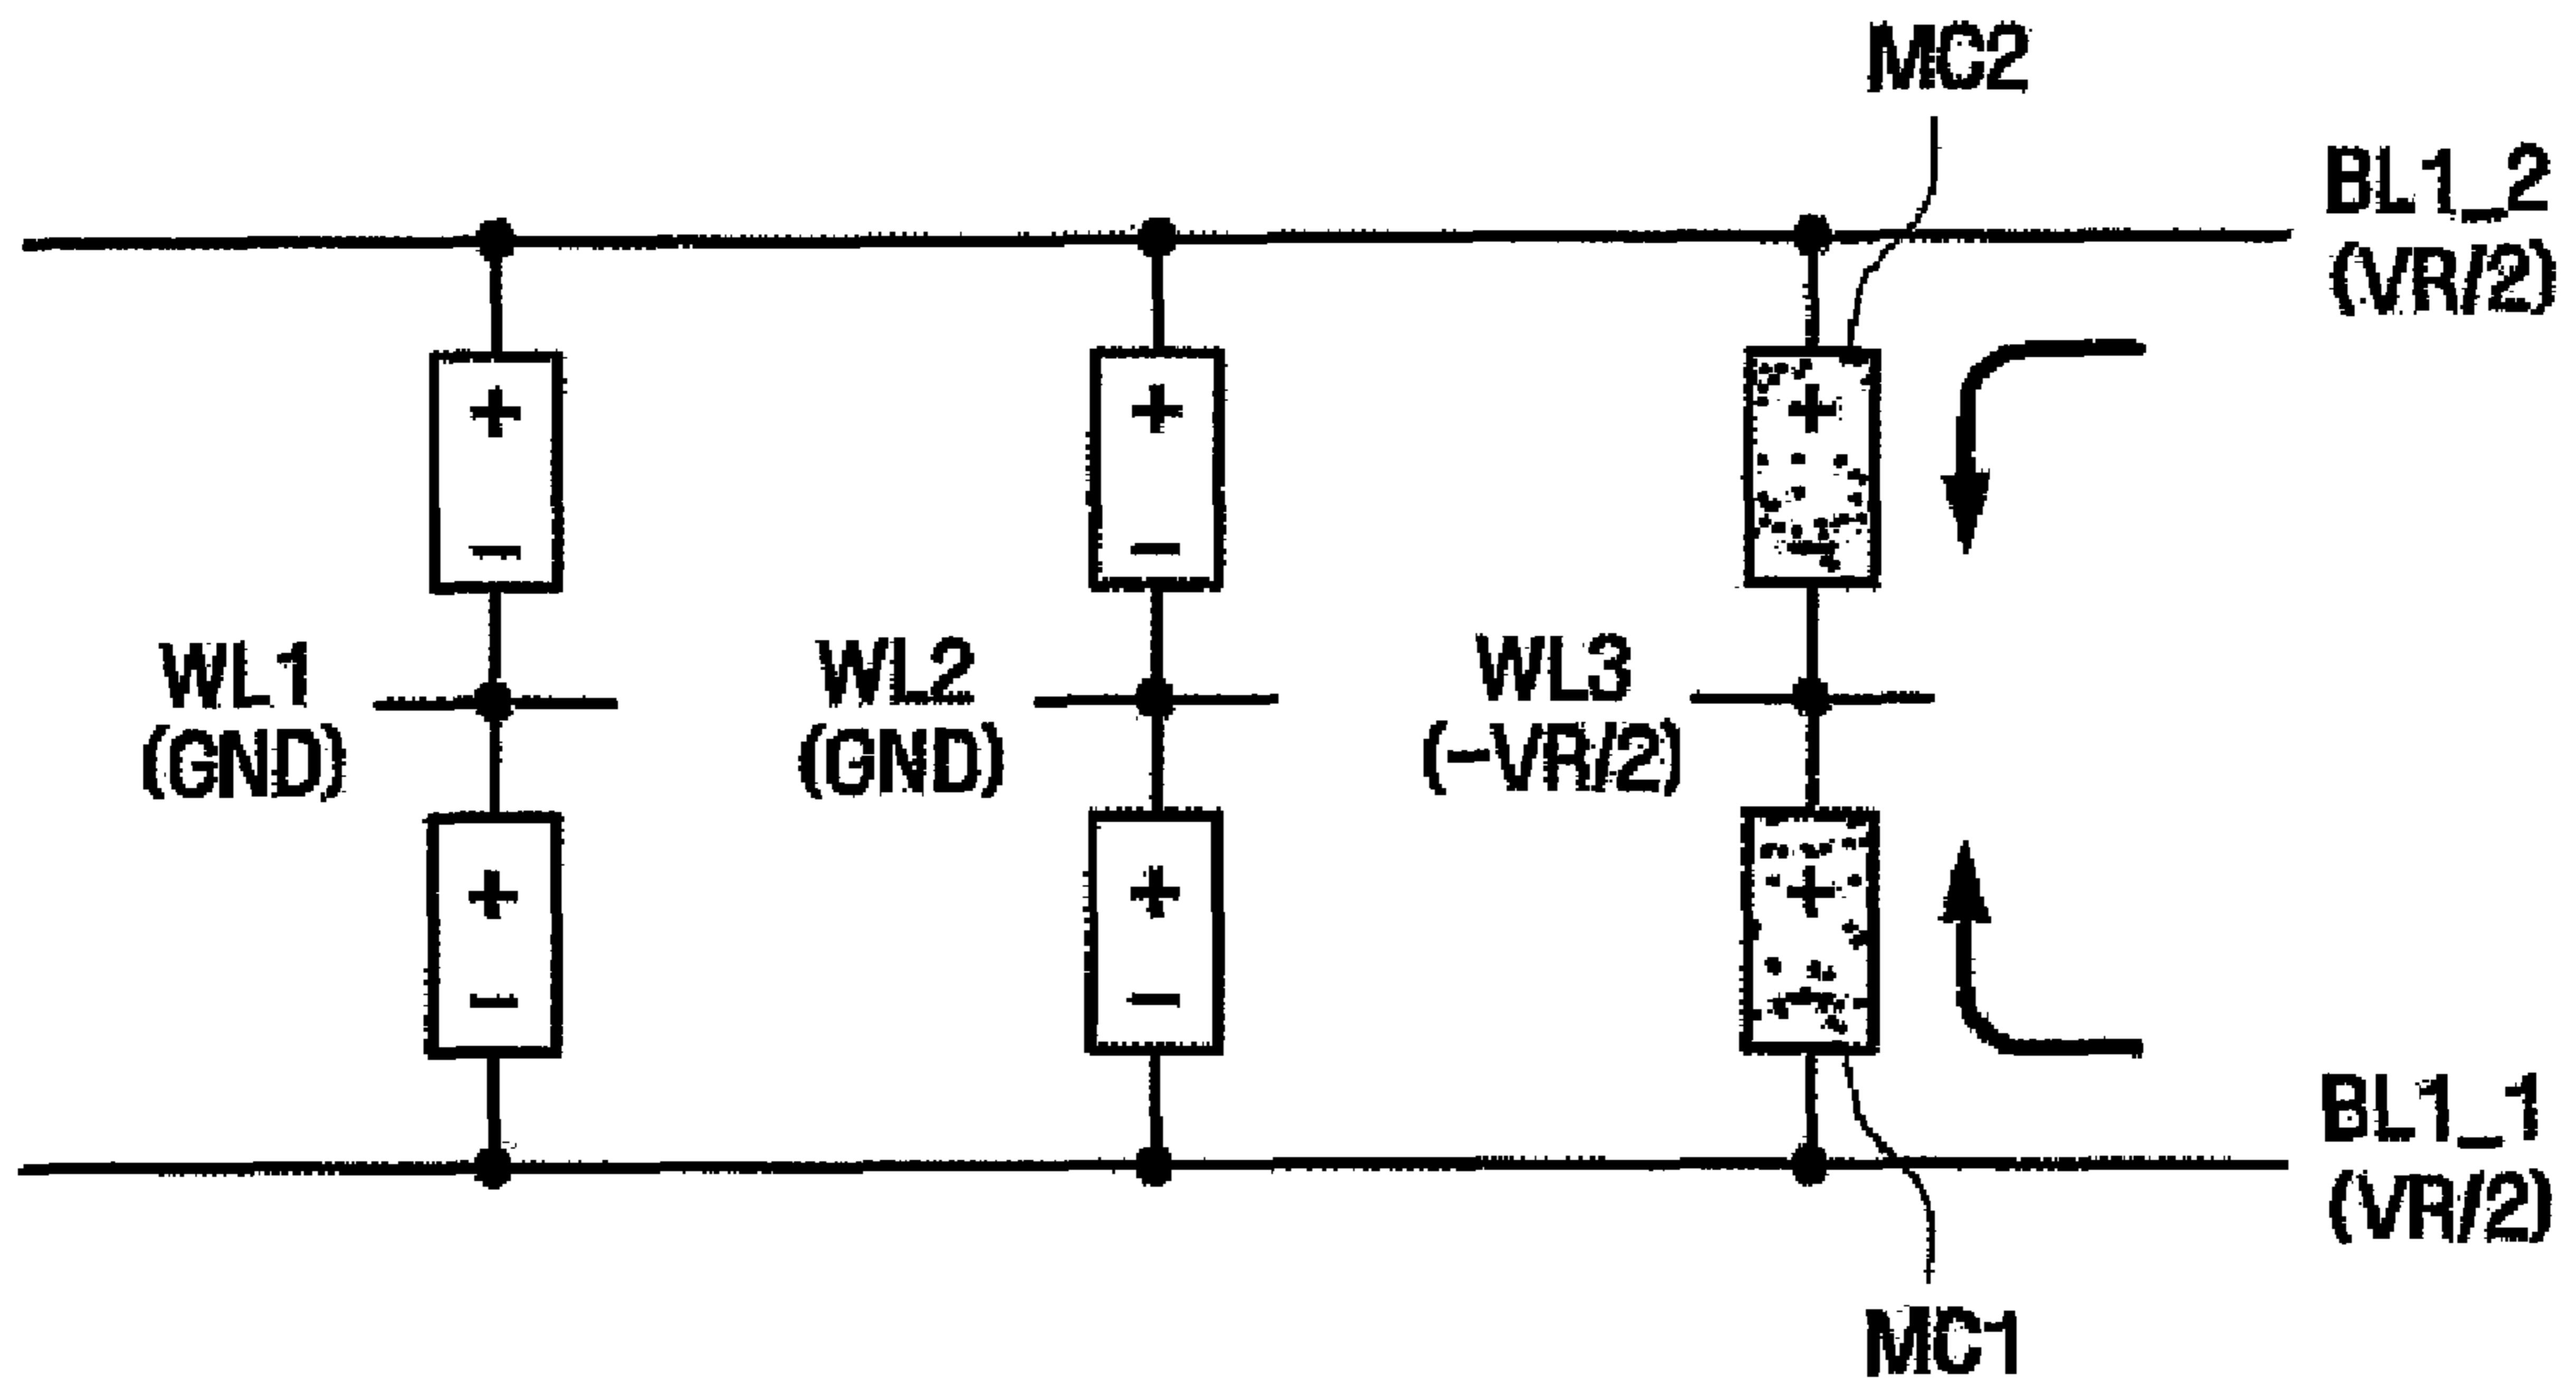 MC2
BL1_2
(VR/2)
+
+
+
−
−
−
WL1
(GND)
WL2
(GND)
WL3
(−VR/2)
+
+
+
−
−
−
BL1_1
(VR/2)
MC1